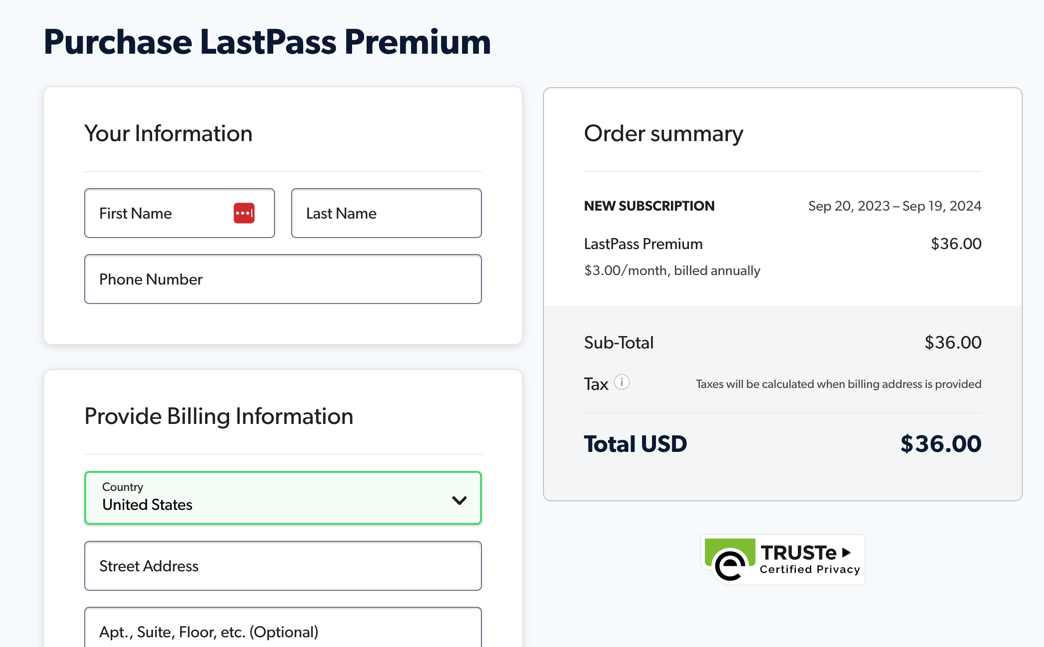 Purchase LastPass Premium
Your Information
First Name
Last Name
Phone Number
Provide Billing Information
Country
United States
Street Address
Apt., Suite, Floor, etc. (Optional)
Order summary
NEW SUBSCRIPTION Sep 20, 2023 – Sep 19, 2024
LastPass Premium $36.00
$3.00/month, billed annually
Sub-Total $36.00
Tax i Taxes will be calculated when billing address is provided
Total USD $36.00
TRUSTe
Certified Privacy